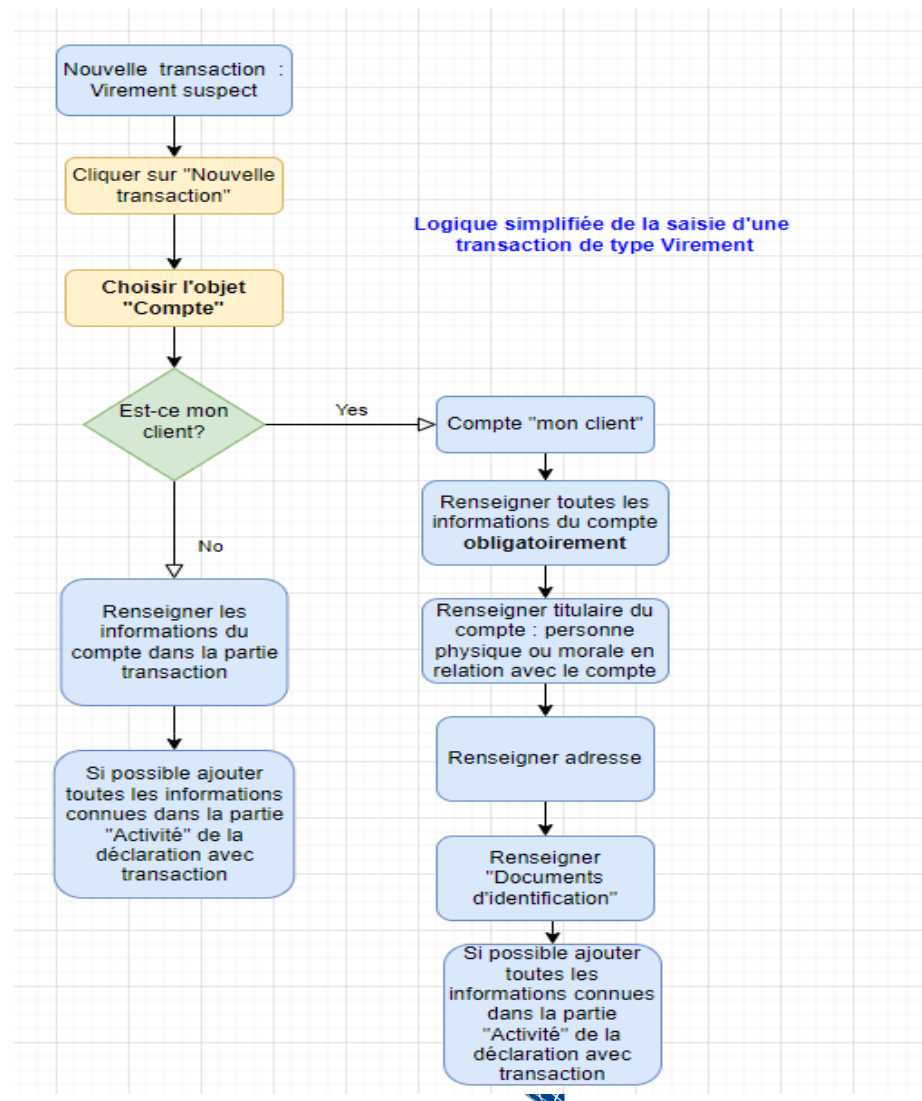 Nouvelle transaction :
Virement suspect
Cliquer sur "Nouvelle
transaction"
Logique simplifiée de la saisie d'une
transaction de type Virement
Choisir l'objet
"Compte"
Est-ce mon
client?
Yes
Compte "mon client"
Renseigner toutes les
informations du compte
obligatoirement
No
Renseigner les
informations du
compte dans la partie
transaction
Renseigner titulaire du
compte : personne
physique ou morale en
relation avec le compte
Si possible ajouter
toutes les informations
connues dans la partie
"Activité" de la
déclaration avec
transaction
Renseigner adresse
Renseigner
"Documents
d'identification"
Si possible ajouter
toutes les
informations connues
dans la partie
"Activité" de la
déclaration avec
transaction